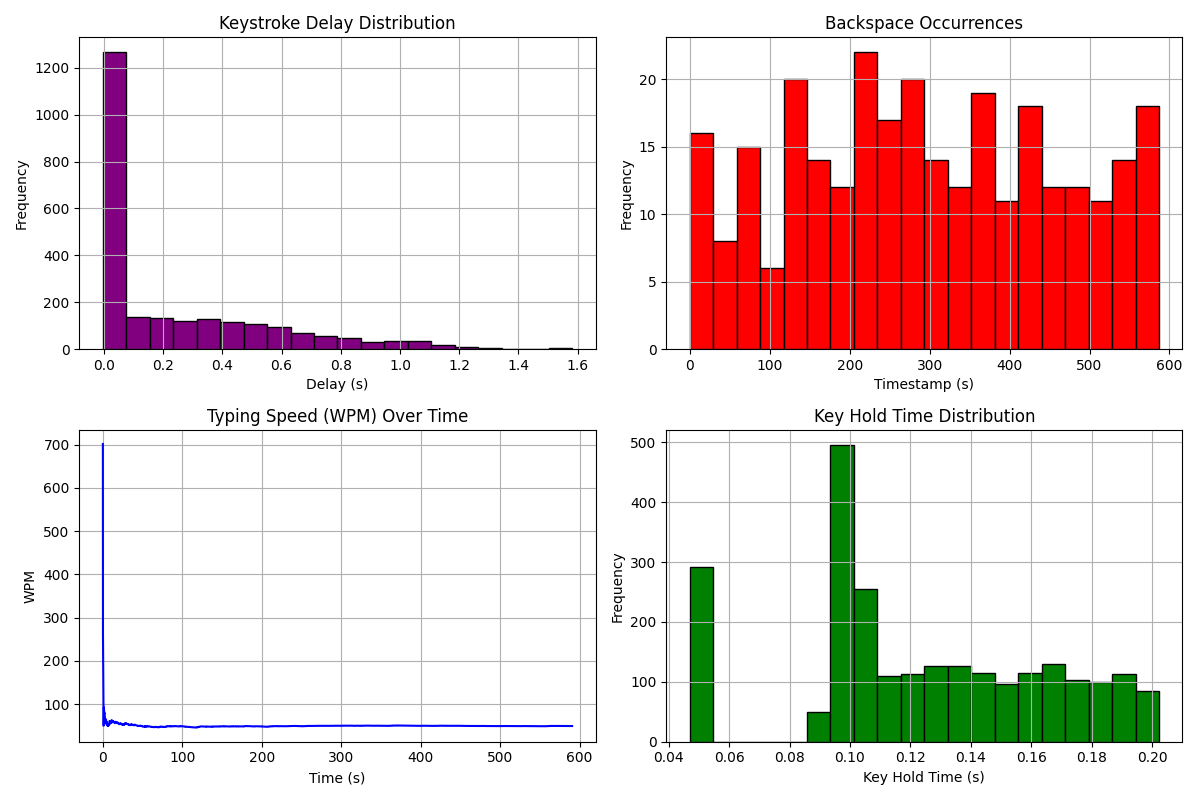 Keystroke Delay Distribution
Frequency
1200
1000
800
600
400
200
0
0.0 0.2 0.4 0.6 0.8 1.0 1.2 1.4 1.6
Delay (s)
Backspace Occurrences
Frequency
20
15
10
5
0
0 100 200 300 400 500 600
Timestamp (s)
Typing Speed (WPM) Over Time
WPM
700
600
500
400
300
200
100
0 100 200 300 400 500 600
Time (s)
Key Hold Time Distribution
Frequency
500
400
300
200
100
0
0.04 0.06 0.08 0.10 0.12 0.14 0.16 0.18 0.20
Key Hold Time (s)